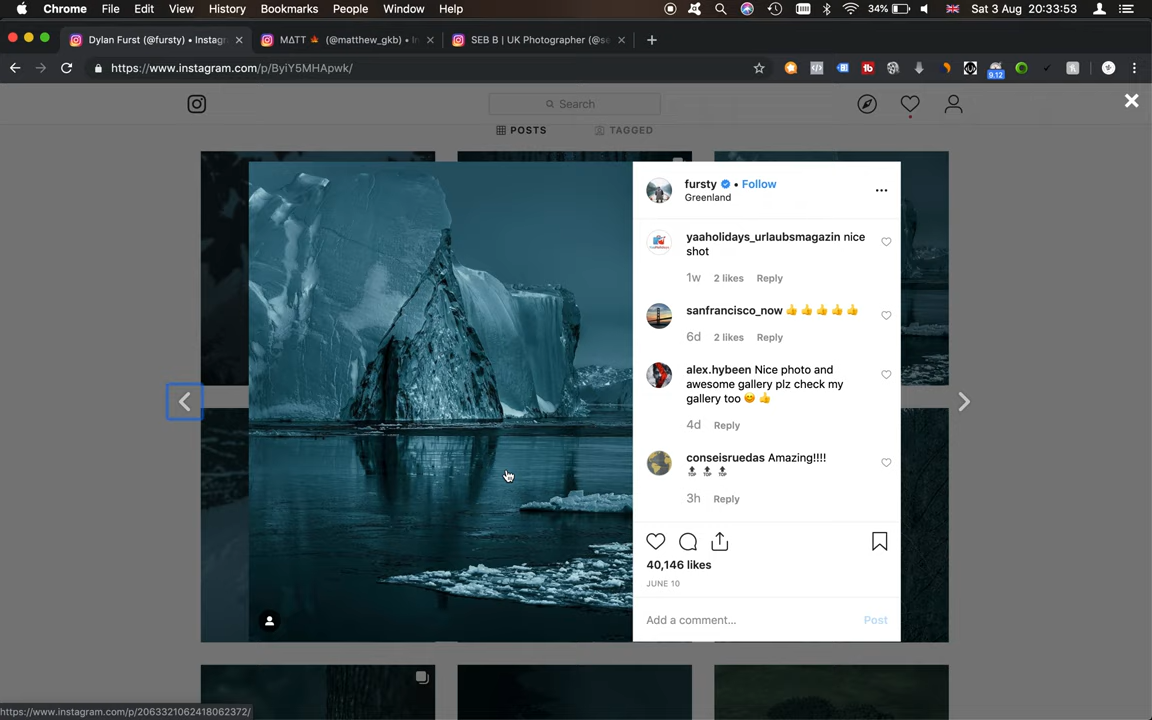 Chrome File Edit View History Bookmarks People Window Help 34% Sat 3 Aug 20:33:53
Dylan Furst (@fursty) • Instagr
MΔTT 🍁 (@matthew_gkb) • In
SEB B | UK Photographer (@se
https://www.instagram.com/p/ByiY5MHApwk/
9.12
Search
POSTS TAGGED
fursty • Follow
Greenland
yaaholidays_urlaubsmagazin nice
shot
1w 2 likes Reply
sanfrancisco_now 👍👍👍👍👍
6d 2 likes Reply
alex.hybeen Nice photo and
awesome gallery plz check my
gallery too 😊👍
4d Reply
conseisruedas Amazing!!!!
🔝🔝🔝
3h Reply
40,146 likes
JUNE 10
Add a comment... Post
https://www.instagram.com/p/2063321062418062372/